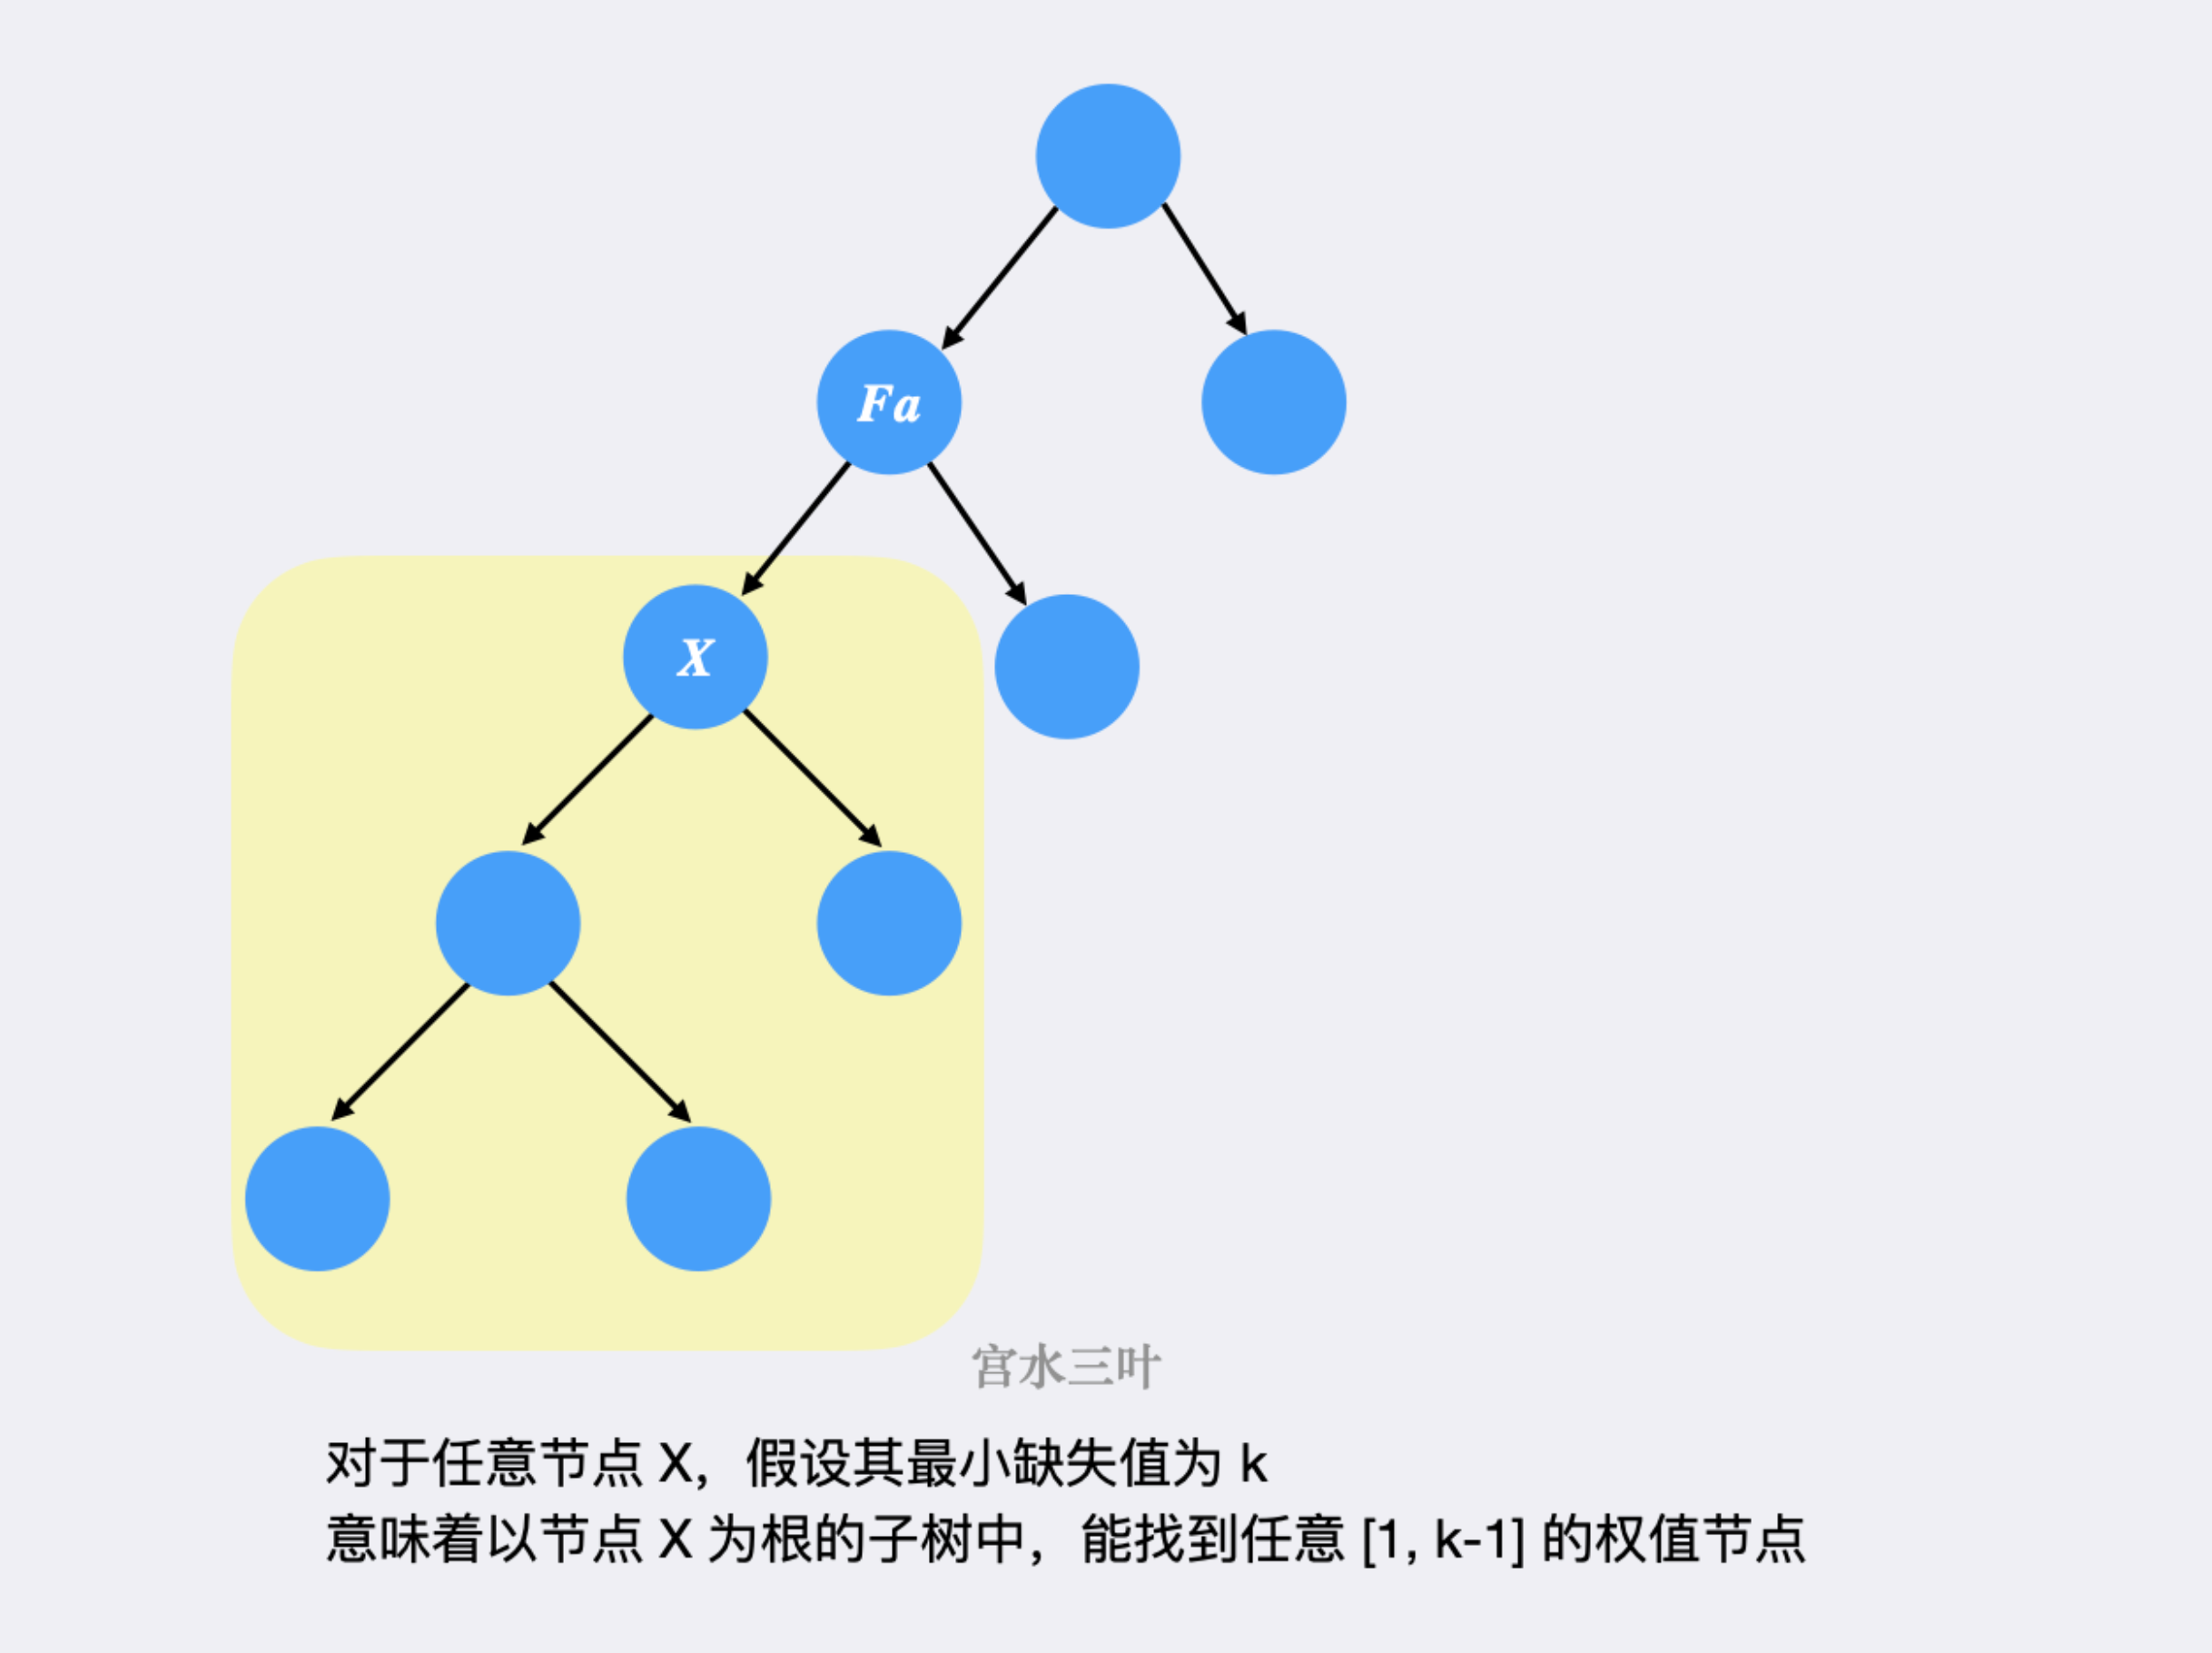 Fa
X
宫水三叶
对于任意节点 X，假设其最小缺失值为 k
意味着以节点 X 为根的子树中，能找到任意 [1, k-1] 的权值节点